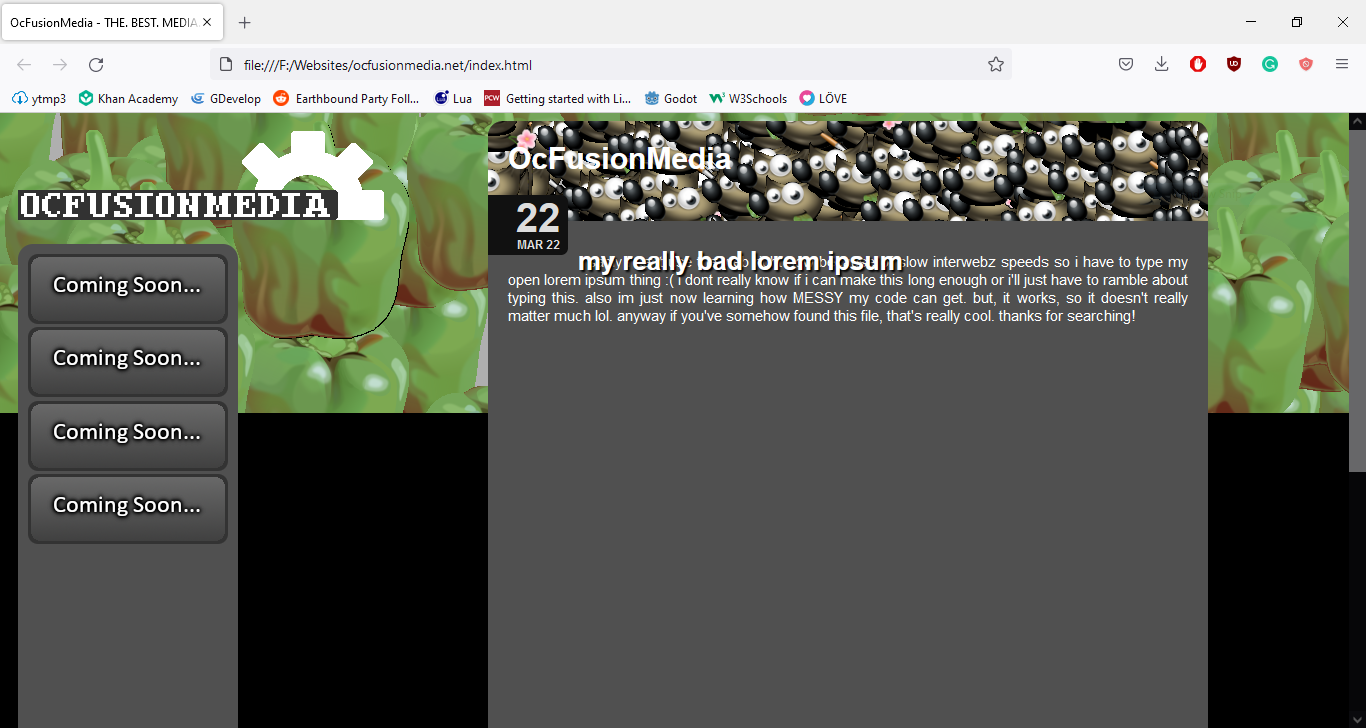 OcFusionMedia - THE. BEST. MEDIA
file:///F:/Websites/ocfusionmedia.net/index.html
ytmp3 Khan Academy GDevelop Earthbound Party Foll... Lua PCW Getting started with Li... Godot W3Schools LÖVE
OCFUSIONMEDIA
Coming Soon...
Coming Soon...
Coming Soon...
Coming Soon...
OcFusionMedia
22
MAR 22
my really bad lorem ipsum
slow interwebz speeds so i have to type my
open lorem ipsum thing :( i dont really know if i can make this long enough or i'll just have to ramble about
typing this. also im just now learning how MESSY my code can get. but, it works, so it doesn't really
matter much lol. anyway if you've somehow found this file, that's really cool. thanks for searching!